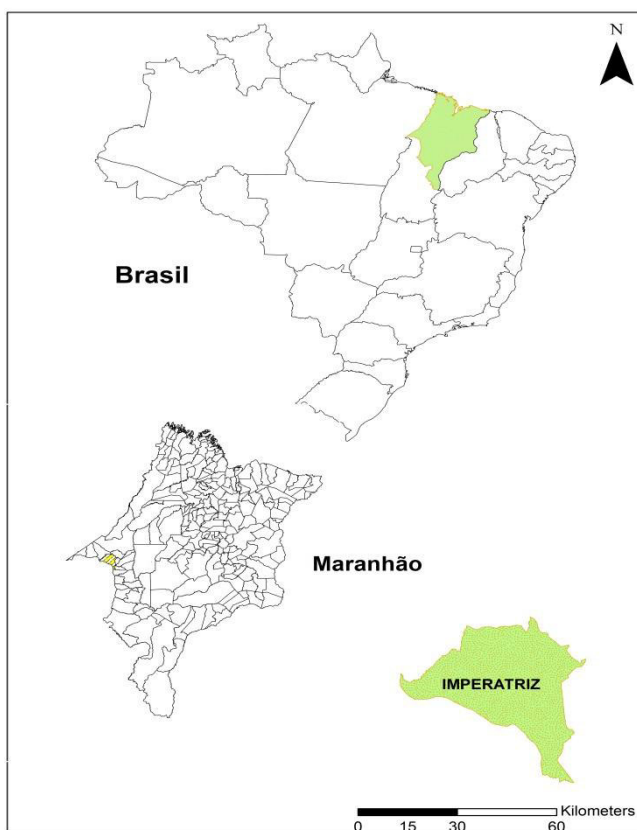 N
Brasil
Maranhão
IMPERATRIZ
Kilometers
0 15 30 60